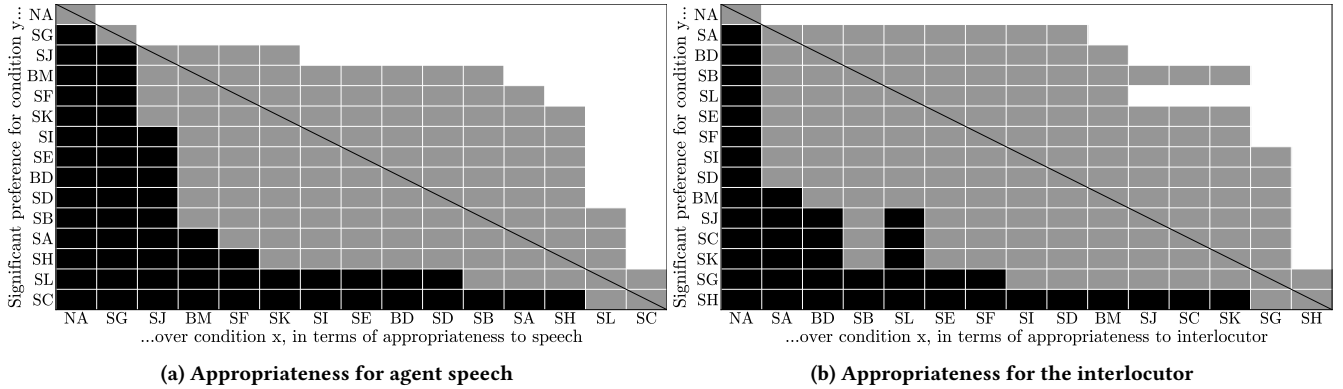 Significant preference for condition y...
NA
SG
SJ
BM
SF
SK
SI
SE
BD
SD
SB
SA
SH
SL
SC
NA SG SJ BM SF SK SI SE BD SD SB SA SH SL SC
...over condition x, in terms of appropriateness to speech
(a) Appropriateness for agent speech
Significant preference for condition y...
NA
SA
BD
SB
SL
SE
SF
SI
SD
BM
SJ
SC
SK
SG
SH
NA SA BD SB SL SE SF SI SD BM SJ SC SK SG SH
...over condition x, in terms of appropriateness to interlocutor
(b) Appropriateness for the interlocutor